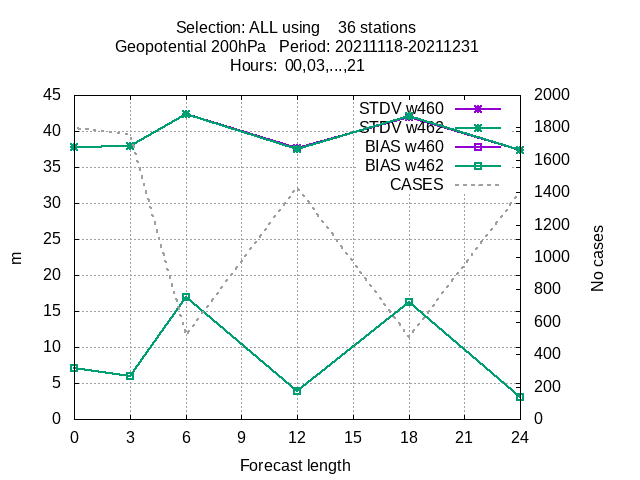 Selection: ALL using    36 stations
Geopotential 200hPa   Period: 20211118-20211231
Hours:  00,03,...,21
STDV w460
STDV w462
BIAS w460
BIAS w462
CASES
45
40
35
30
25
20
15
10
5
0
m
2000
1800
1600
1400
1200
1000
800
600
400
200
0
No cases
0 3 6 9 12 15 18 21 24
Forecast length